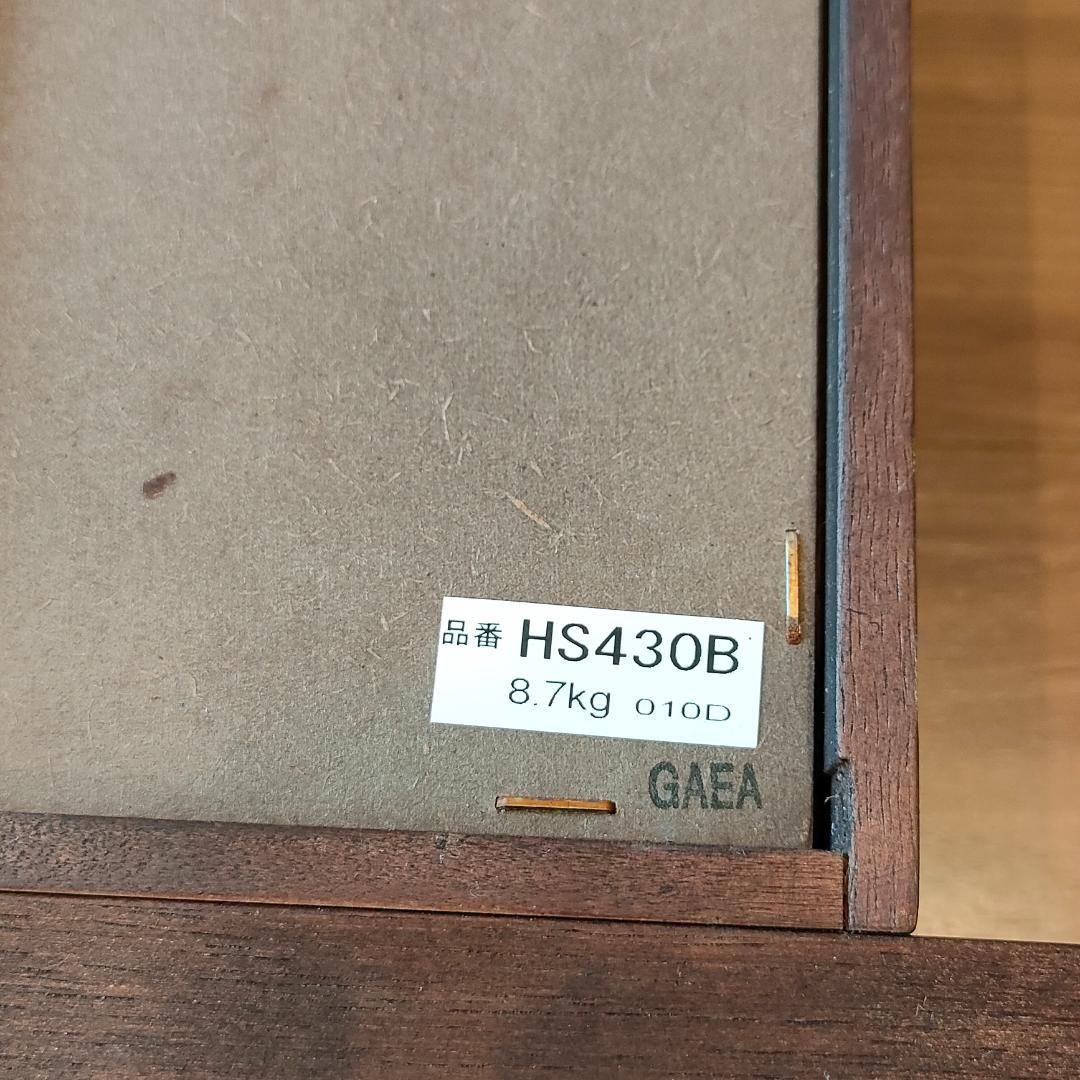 品番 HS430B
8.7kg 010D
GAEA